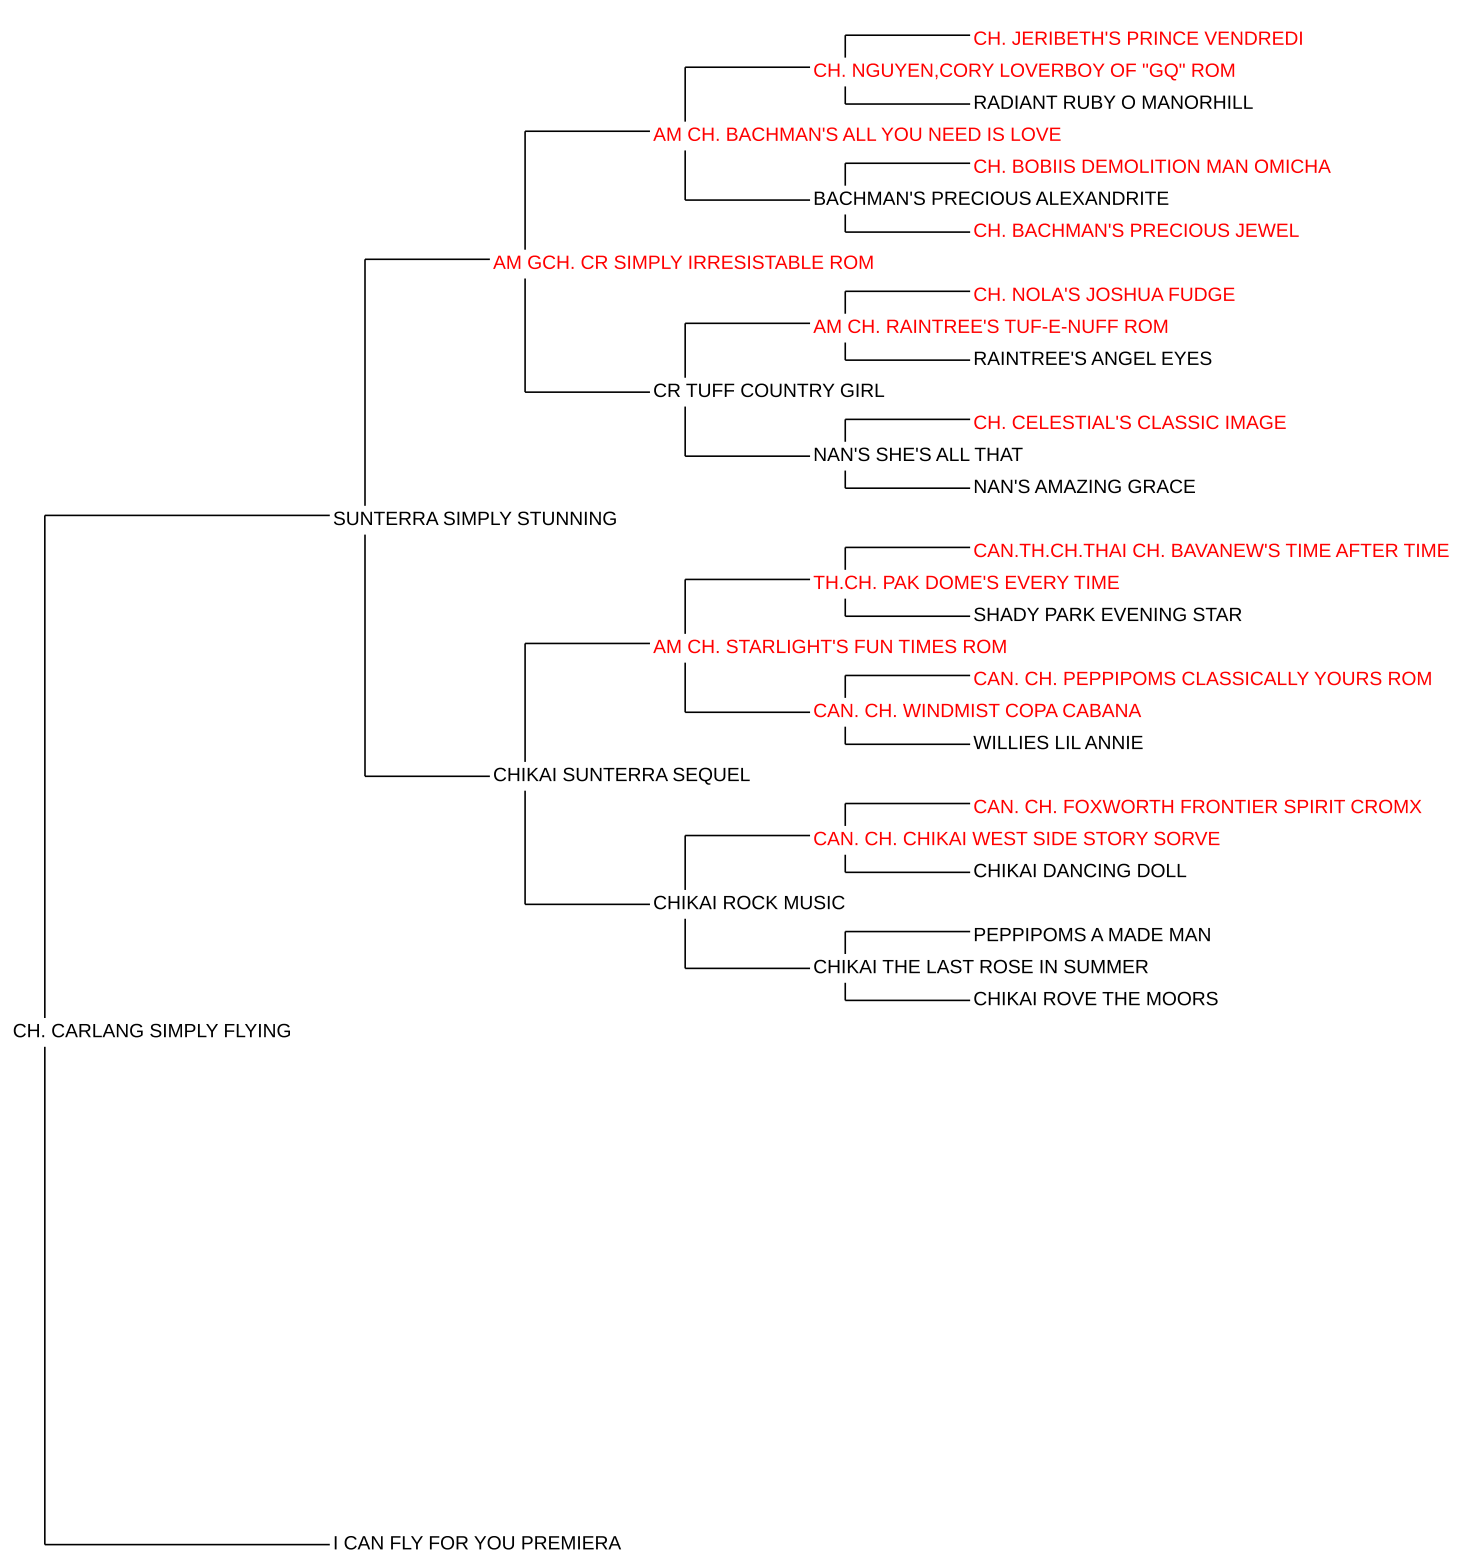 CH. JERIBETH'S PRINCE VENDREDI
CH. NGUYEN,CORY LOVERBOY OF "GQ" ROM
RADIANT RUBY O MANORHILL
AM CH. BACHMAN'S ALL YOU NEED IS LOVE
CH. BOBIIS DEMOLITION MAN OMICHA
BACHMAN'S PRECIOUS ALEXANDRITE
CH. BACHMAN'S PRECIOUS JEWEL
AM GCH. CR SIMPLY IRRESISTABLE ROM
CH. NOLA'S JOSHUA FUDGE
AM CH. RAINTREE'S TUF-E-NUFF ROM
RAINTREE'S ANGEL EYES
CR TUFF COUNTRY GIRL
CH. CELESTIAL'S CLASSIC IMAGE
NAN'S SHE'S ALL THAT
NAN'S AMAZING GRACE
SUNTERRA SIMPLY STUNNING
CAN.TH.CH.THAI CH. BAVANEW'S TIME AFTER TIME
TH.CH. PAK DOME'S EVERY TIME
SHADY PARK EVENING STAR
AM CH. STARLIGHT'S FUN TIMES ROM
CAN. CH. PEPPIPOMS CLASSICALLY YOURS ROM
CAN. CH. WINDMIST COPA CABANA
WILLIES LIL ANNIE
CHIKAI SUNTERRA SEQUEL
CAN. CH. FOXWORTH FRONTIER SPIRIT CROMX
CAN. CH. CHIKAI WEST SIDE STORY SORVE
CHIKAI DANCING DOLL
CHIKAI ROCK MUSIC
PEPPIPOMS A MADE MAN
CHIKAI THE LAST ROSE IN SUMMER
CHIKAI ROVE THE MOORS
CH. CARLANG SIMPLY FLYING
I CAN FLY FOR YOU PREMIERA